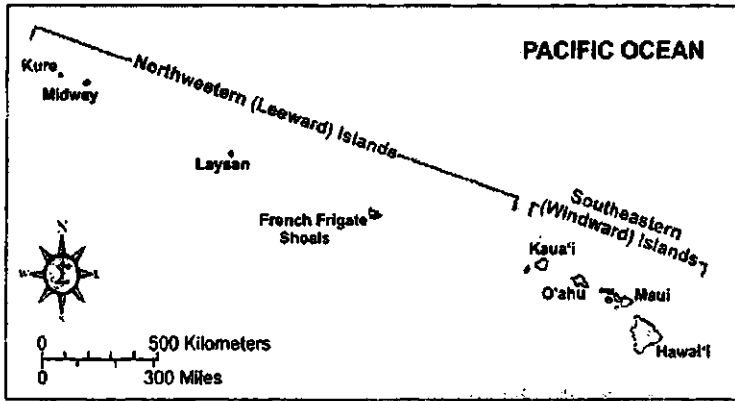 PACIFIC OCEAN
Kure
Midway
Northwestern (Leeward) Islands
Laysan
French Frigate
Shoals
Southeastern
(Windward) Islands
Kaua'i
O'ahu
Maui
Hawai'i
N
W
0 500 Kilometers
0 300 Miles